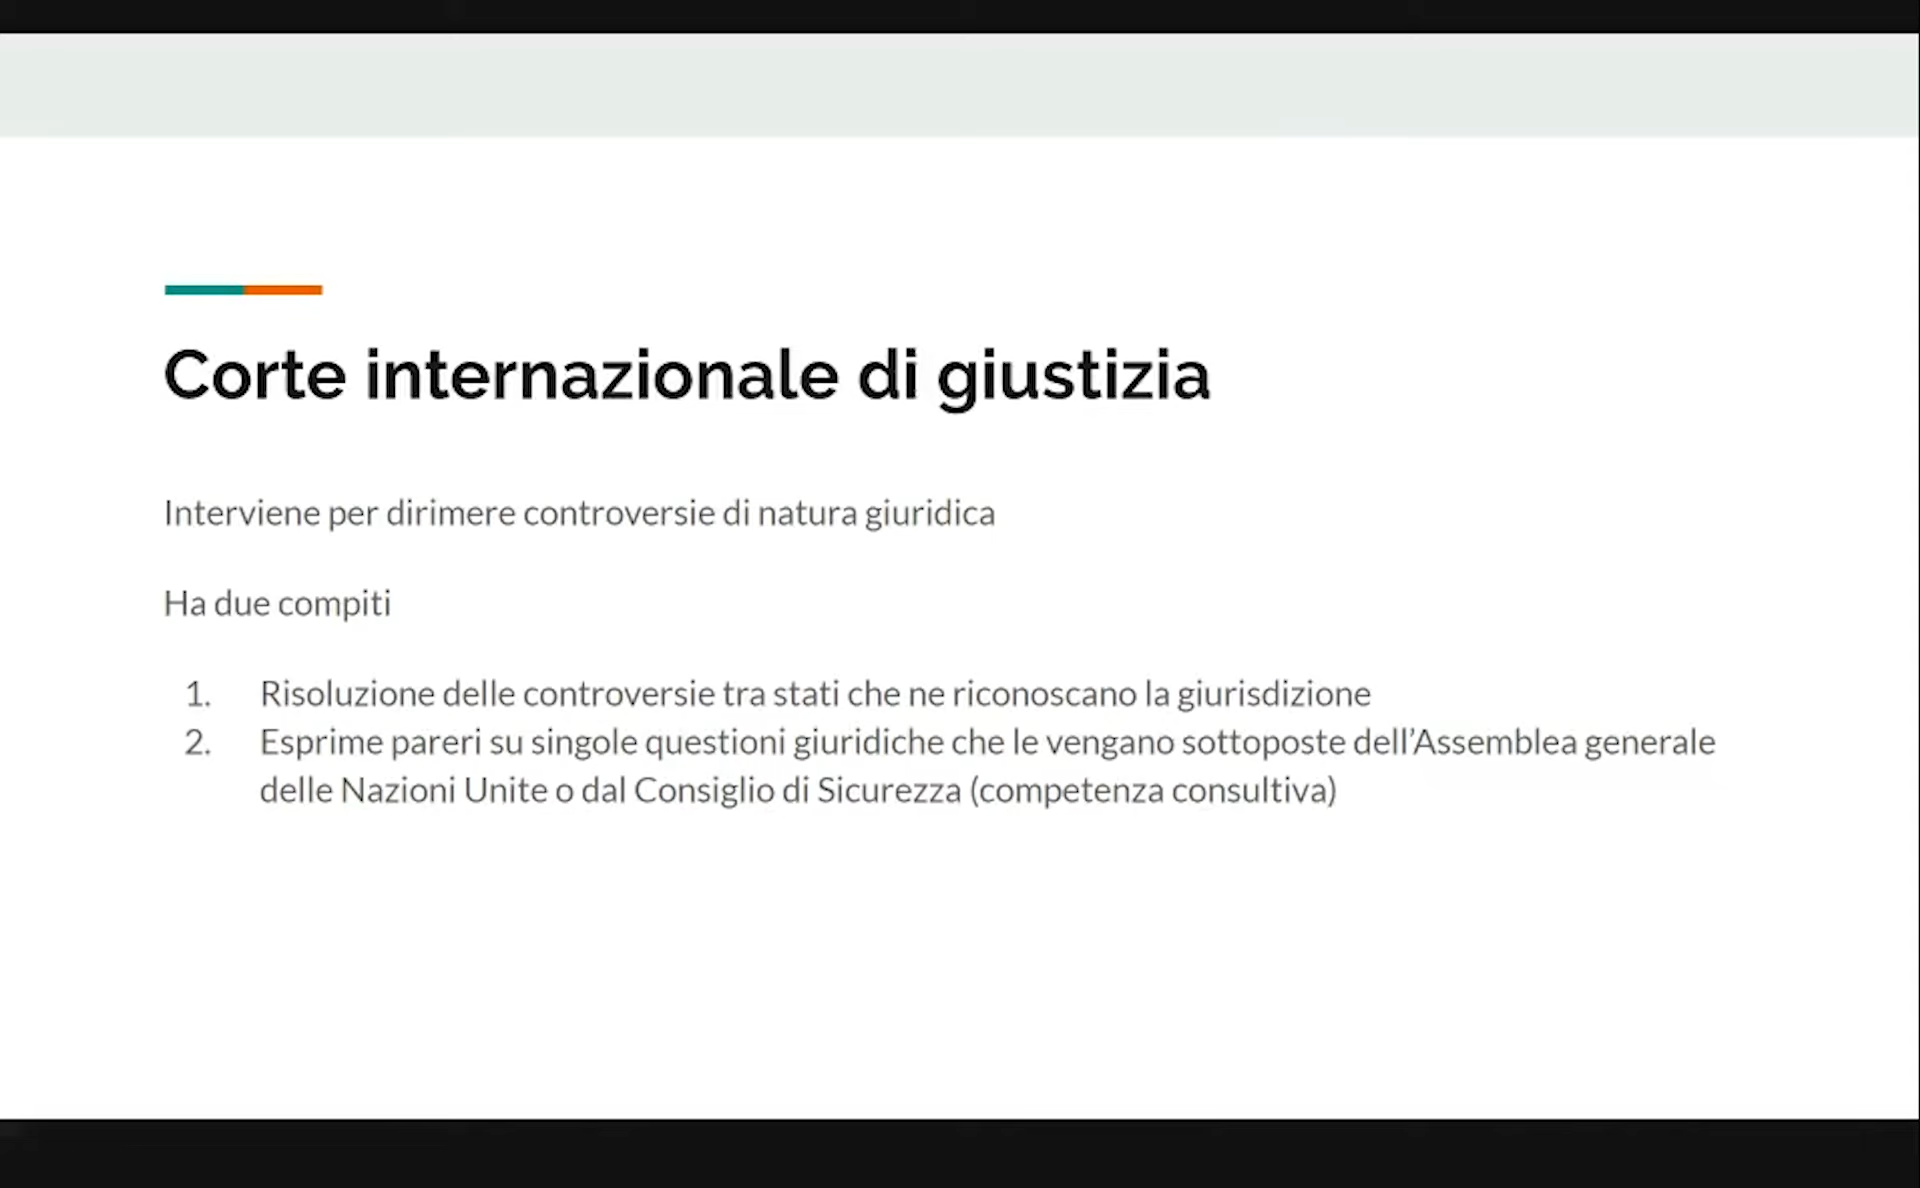 Corte internazionale di giustizia
Interviene per dirimere controversie di natura giuridica
Ha due compiti
1. Risoluzione delle controversie tra stati che ne riconoscano la giurisdizione
2. Esprime pareri su singole questioni giuridiche che le vengano sottoposte dell’Assemblea generale
delle Nazioni Unite o dal Consiglio di Sicurezza (competenza consultiva)